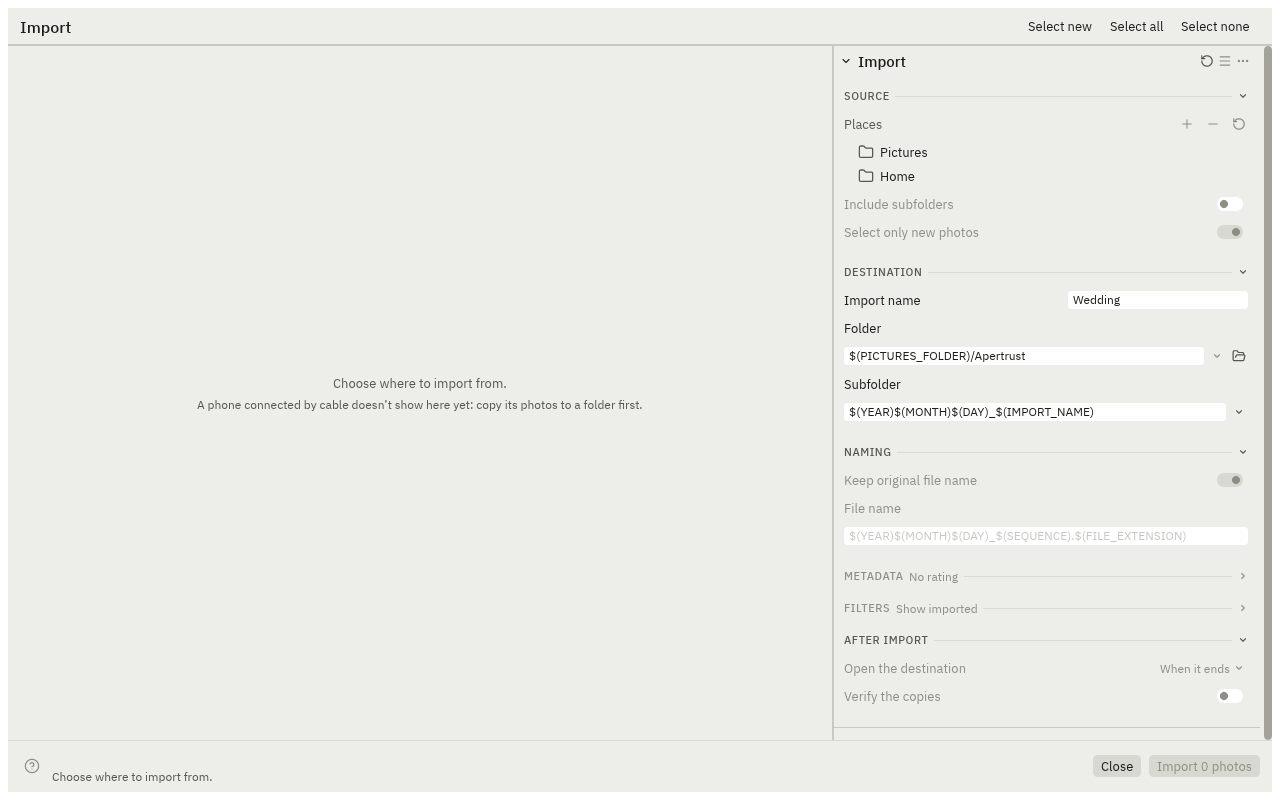 Import
Select new
Select all
Select none
Import
SOURCE
Places
Pictures
Home
Include subfolders
Select only new photos
DESTINATION
Import name
Wedding
Folder
$(PICTURES_FOLDER)/Apertrust
Subfolder
$(YEAR)$(MONTH)$(DAY)_$(IMPORT_NAME)
NAMING
Keep original file name
File name
$(YEAR)$(MONTH)$(DAY)_$(SEQUENCE).$(FILE_EXTENSION)
METADATA No rating
FILTERS Show imported
AFTER IMPORT
Open the destination
When it ends
Verify the copies
Choose where to import from.
A phone connected by cable doesn’t show here yet: copy its photos to a folder first.
Choose where to import from.
Close
Import 0 photos